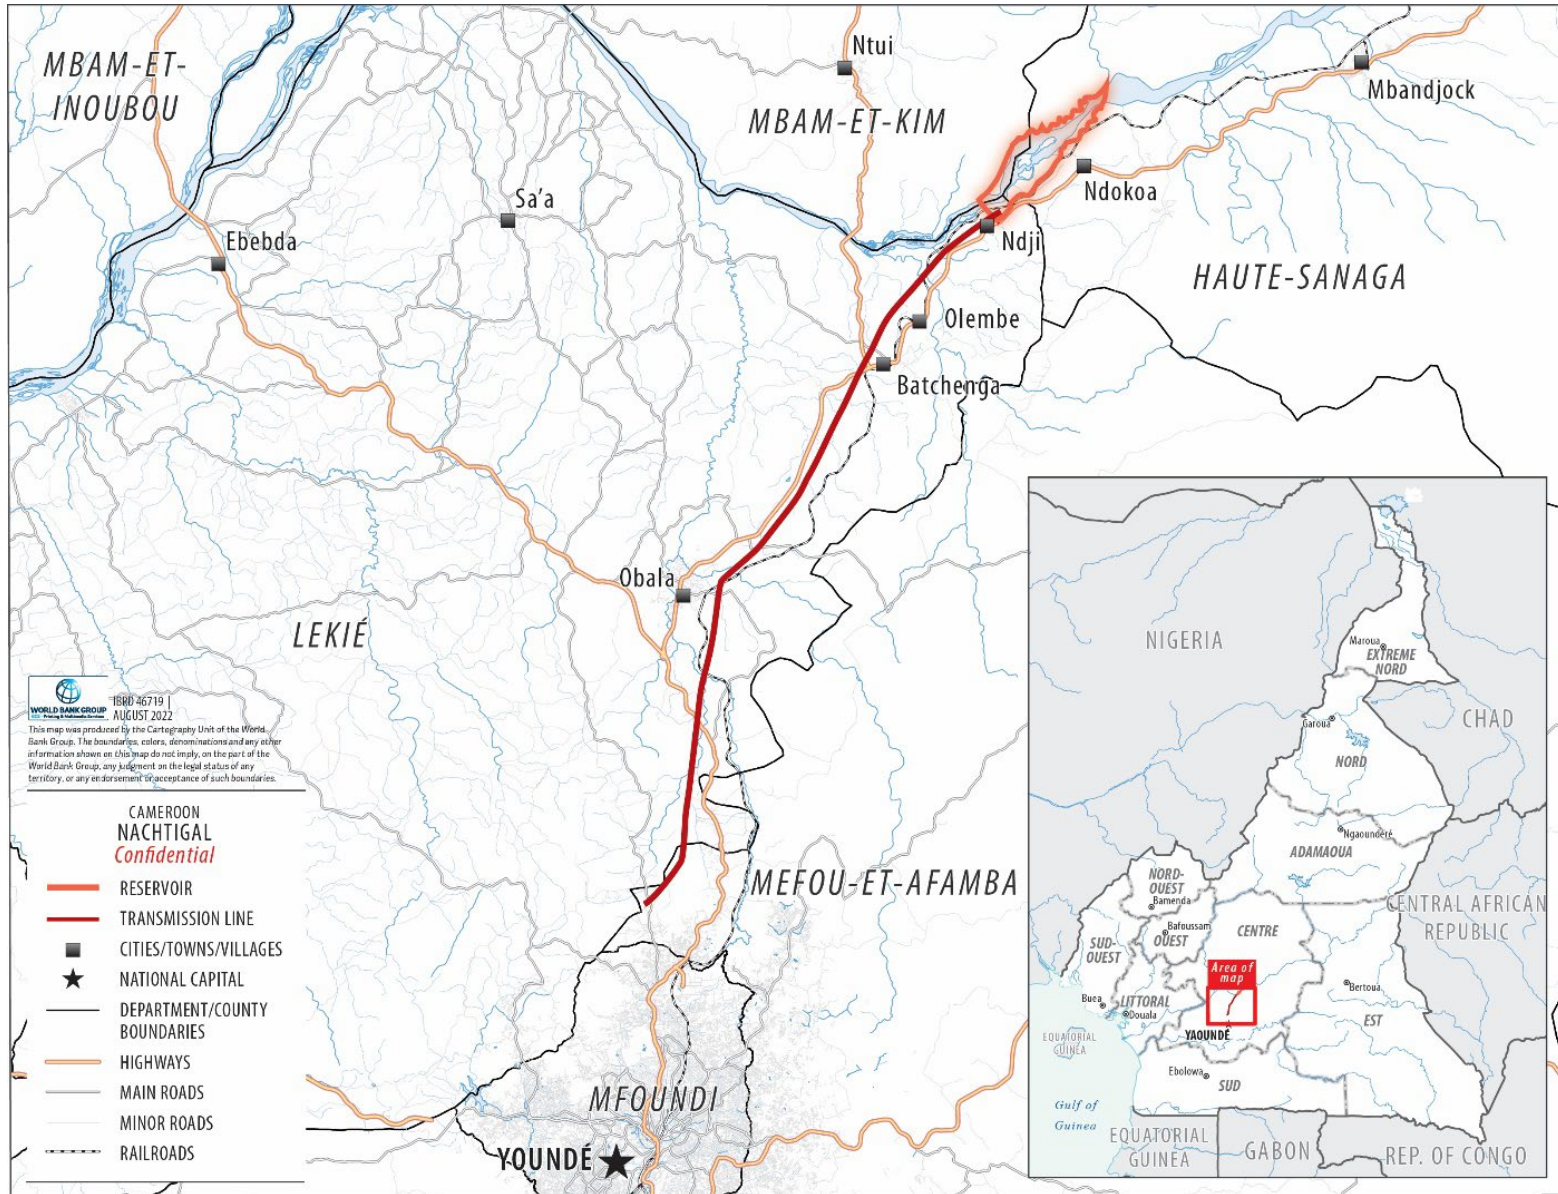 MBAM-ET-
INOUBOU
Ntui
MBAM-ET-KIM
Mbandjock
Ndokoa
Sa'a
Ebebda
Ndji
HAUTE-SANAGA
Olembe
Batchenga
Obala
LEKIÉ
MEFOU-ET-AFAMBA
MFOUNDI
YOUNDÉ
WORLD BANK GROUP
Printing & Multimedia Services
IBRD 46719 |
AUGUST 2022
This map was produced by the Cartography Unit of the World
Bank Group. The boundaries, colors, denominations and any other
information shown on this map do not imply, on the part of the
World Bank Group, any judgment on the legal status of any
territory, or any endorsement or acceptance of such boundaries.
CAMEROON
NACHTIGAL
Confidential
RESERVOIR
TRANSMISSION LINE
CITIES/TOWNS/VILLAGES
NATIONAL CAPITAL
DEPARTMENT/COUNTY
BOUNDARIES
HIGHWAYS
MAIN ROADS
MINOR ROADS
RAILROADS
NIGERIA
Maroua
EXTREME
NORD
CHAD
Garoua
NORD
Ngaoundéré
ADAMAOUA
NORD-
OUEST
Bamenda
CENTRAL AFRICAN
REPUBLIC
Bafoussam
OUEST
CENTRE
SUD-
OUEST
Area of
map
Bertoua
Buea
LITTORAL
Douala
EST
YAOUNDÉ
EQUATORIAL
GUINEA
Ebolowa
SUD
Gulf of
Guinea
EQUATORIAL
GUINEA
GABON
REP. OF CONGO